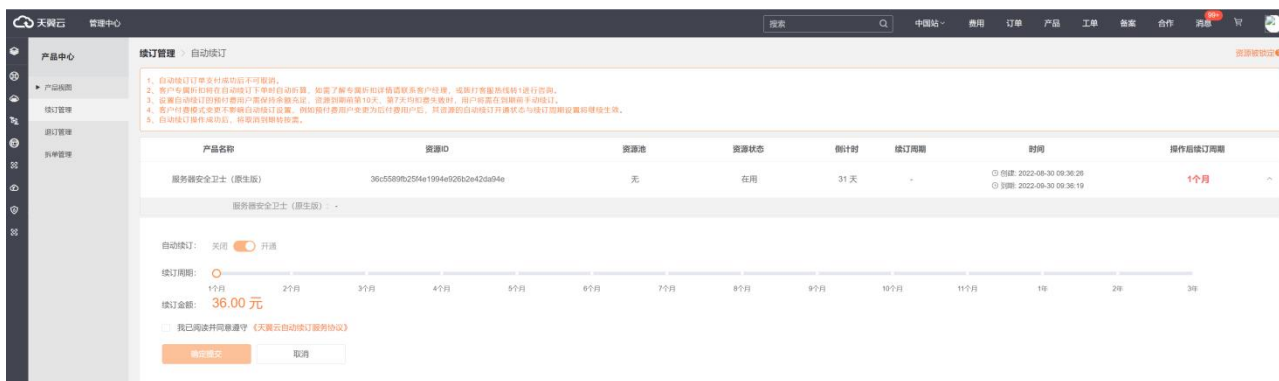 天翼云 管理中心 搜索 中国站 费用 订单 产品 工单 备案 合作 消息 99+
产品中心
产品视图
续订管理
退订管理
拆单管理
续订管理 > 自动续订
资源被锁定
1、自动续订订单支付成功后不可取消。
2、客户专属折扣将在自动续订下单时自动折算，如需了解专属折扣详情请联系客户经理，或拨打客服热线转1进行咨询。
3、设置自动续订的预付费用户需保持余额充足，资源到期前第10天、第7天均扣费失败时，用户将需在到期前手动续订。
4、客户付费模式变更不影响自动续订设置，例如预付费用户变更为后付费用户后，其资源的自动续订开通状态与续订周期设置将继续生效。
5、自动续订操作成功后，将取消到期转按需。
产品名称 资源ID 资源池 资源状态 倒计时 续订周期 时间 操作后续订周期
服务器安全卫士（原生版） 36c5589fb25f4e1994e926b2e42da94e 无 在用 31 天 - 创建: 2022-08-30 09:36:28 1个月
到期: 2022-09-30 09:36:19
服务器安全卫士（原生版）: -
自动续订: 关闭 开通
续订周期:
1个月 2个月 3个月 4个月 5个月 6个月 7个月 8个月 9个月 10个月 11个月 1年 2年 3年
续订金额: 36.00 元
我已阅读并同意遵守 《天翼云自动续订服务协议》
确定提交 取消